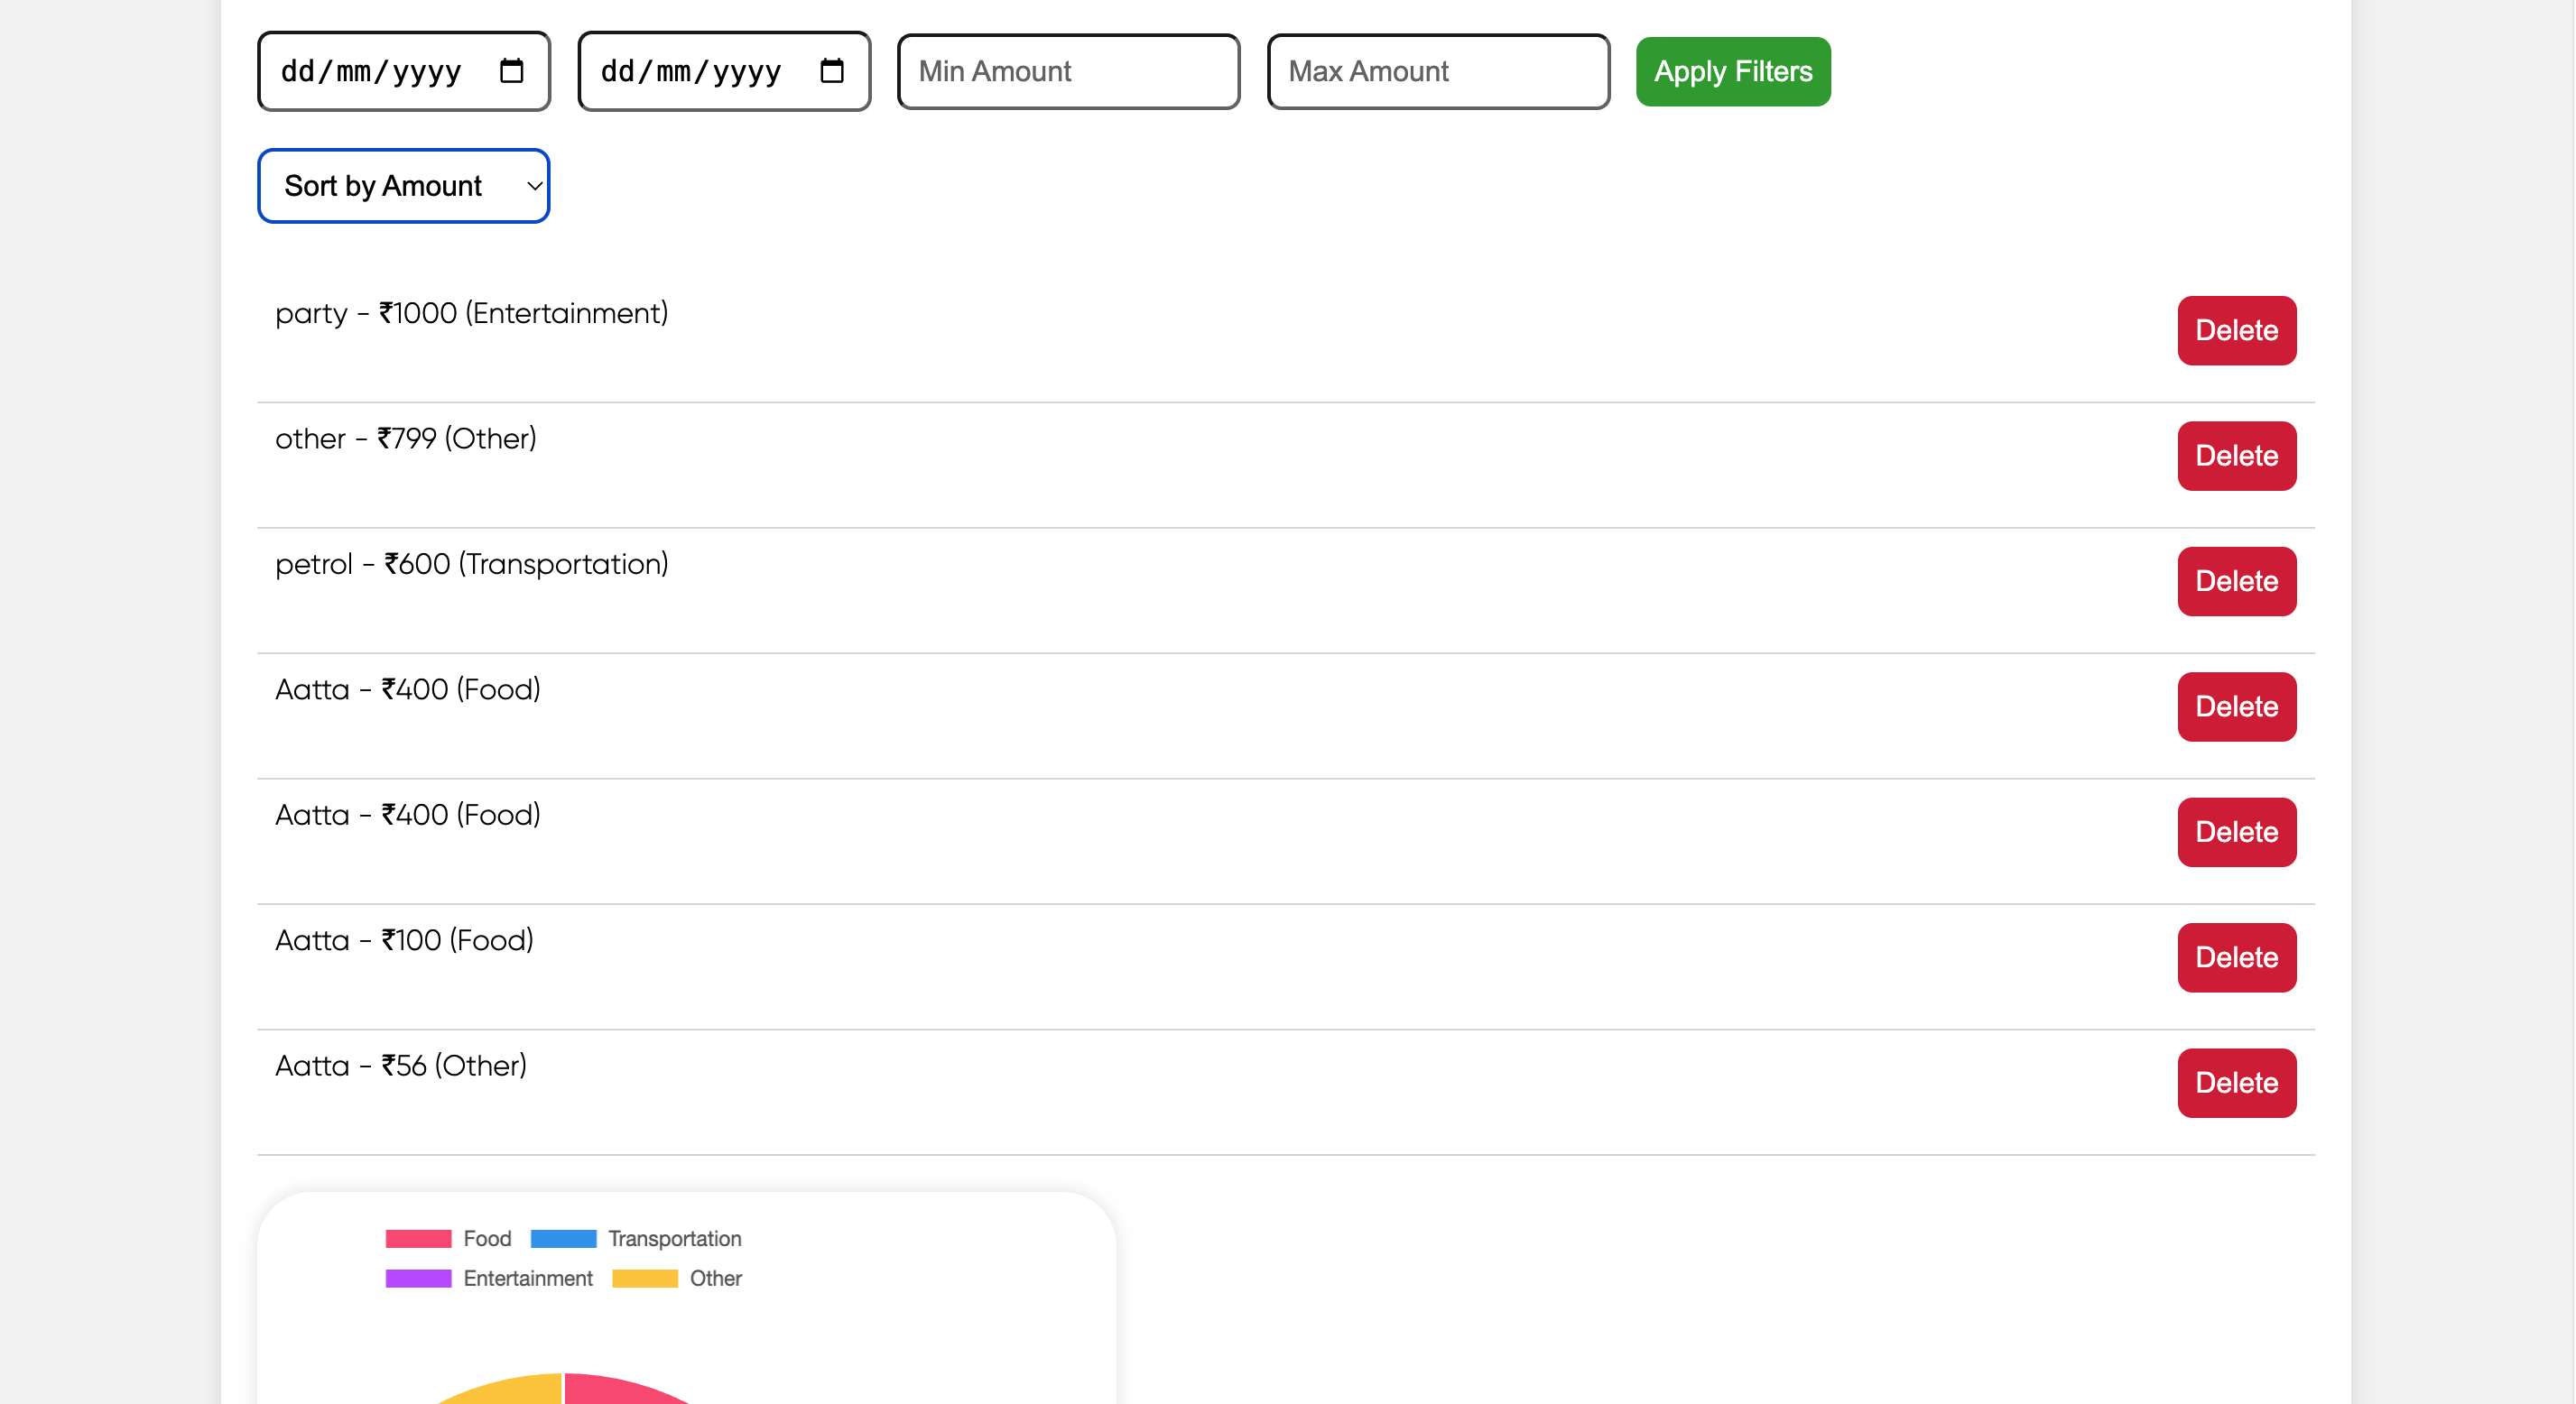 dd/mm/yyyy dd/mm/yyyy Min Amount Max Amount Apply Filters
Sort by Amount
party - ₹1000 (Entertainment) Delete
other - ₹799 (Other) Delete
petrol - ₹600 (Transportation) Delete
Aatta - ₹400 (Food) Delete
Aatta - ₹400 (Food) Delete
Aatta - ₹100 (Food) Delete
Aatta - ₹56 (Other) Delete
Food Transportation
Entertainment Other